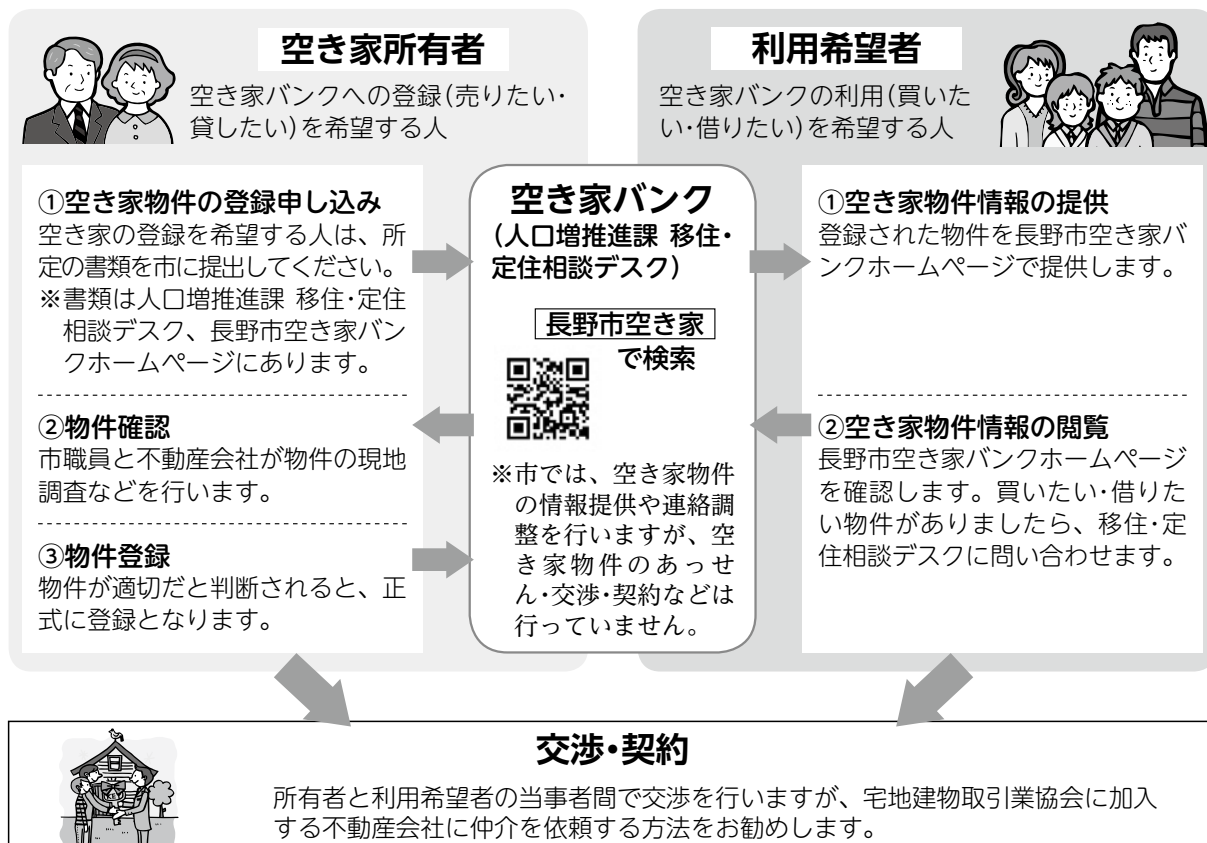 空き家所有者
空き家バンクへの登録(売りたい・
貸したい)を希望する人
利用希望者
空き家バンクの利用(買いた
い・借りたい)を希望する人
①空き家物件の登録申し込み
空き家の登録を希望する人は、所
定の書類を市に提出してください。
※書類は人口増推進課 移住・定住
相談デスク、長野市空き家バン
クホームページにあります。
②物件確認
市職員と不動産会社が物件の現地
調査などを行います。
③物件登録
物件が適切だと判断されると、正
式に登録となります。
空き家バンク
(人口増推進課 移住・
定住相談デスク)
長野市空き家
で検索
※市では、空き家物件
の情報提供や連絡調
整を行いますが、空
き家物件のあっせ
ん・交渉・契約などは
行っていません。
①空き家物件情報の提供
登録された物件を長野市空き家バ
ンクホームページで提供します。
②空き家物件情報の閲覧
長野市空き家バンクホームページ
を確認します。買いたい・借りた
い物件がありましたら、移住・定
住相談デスクに問い合わせます。
交渉・契約
所有者と利用希望者の当事者間で交渉を行いますが、宅地建物取引業協会に加入
する不動産会社に仲介を依頼する方法をお勧めします。